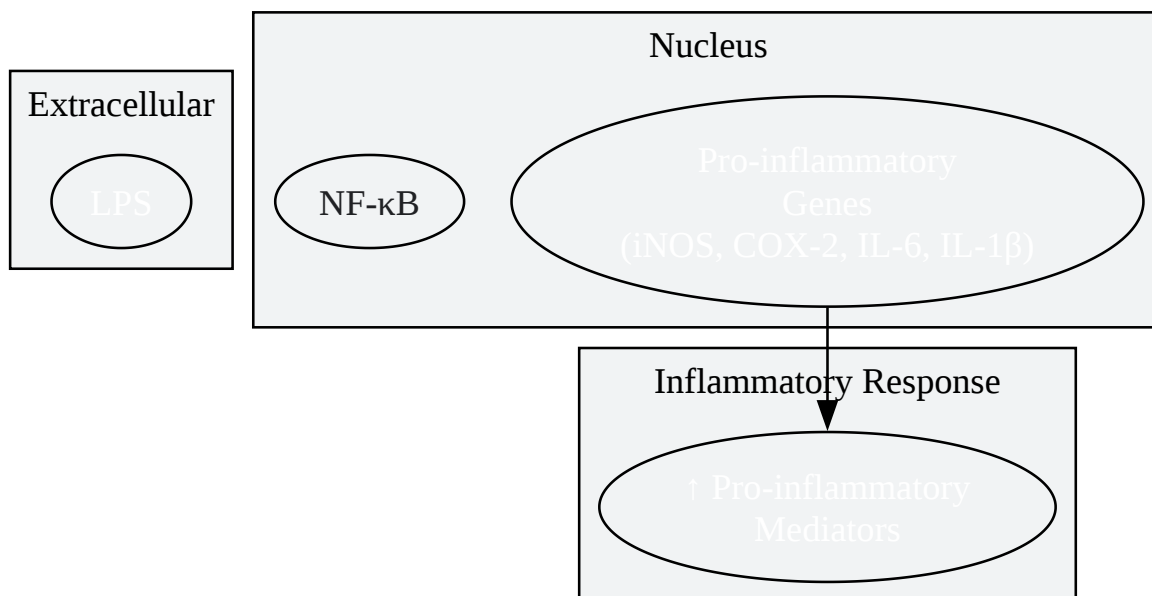 Nucleus
Extracellular
LPS
NF-κB
Pro-inflammatory
Genes
(iNOS, COX-2, IL-6, IL-1β)
Inflammatory Response
↑ Pro-inflammatory
Mediators